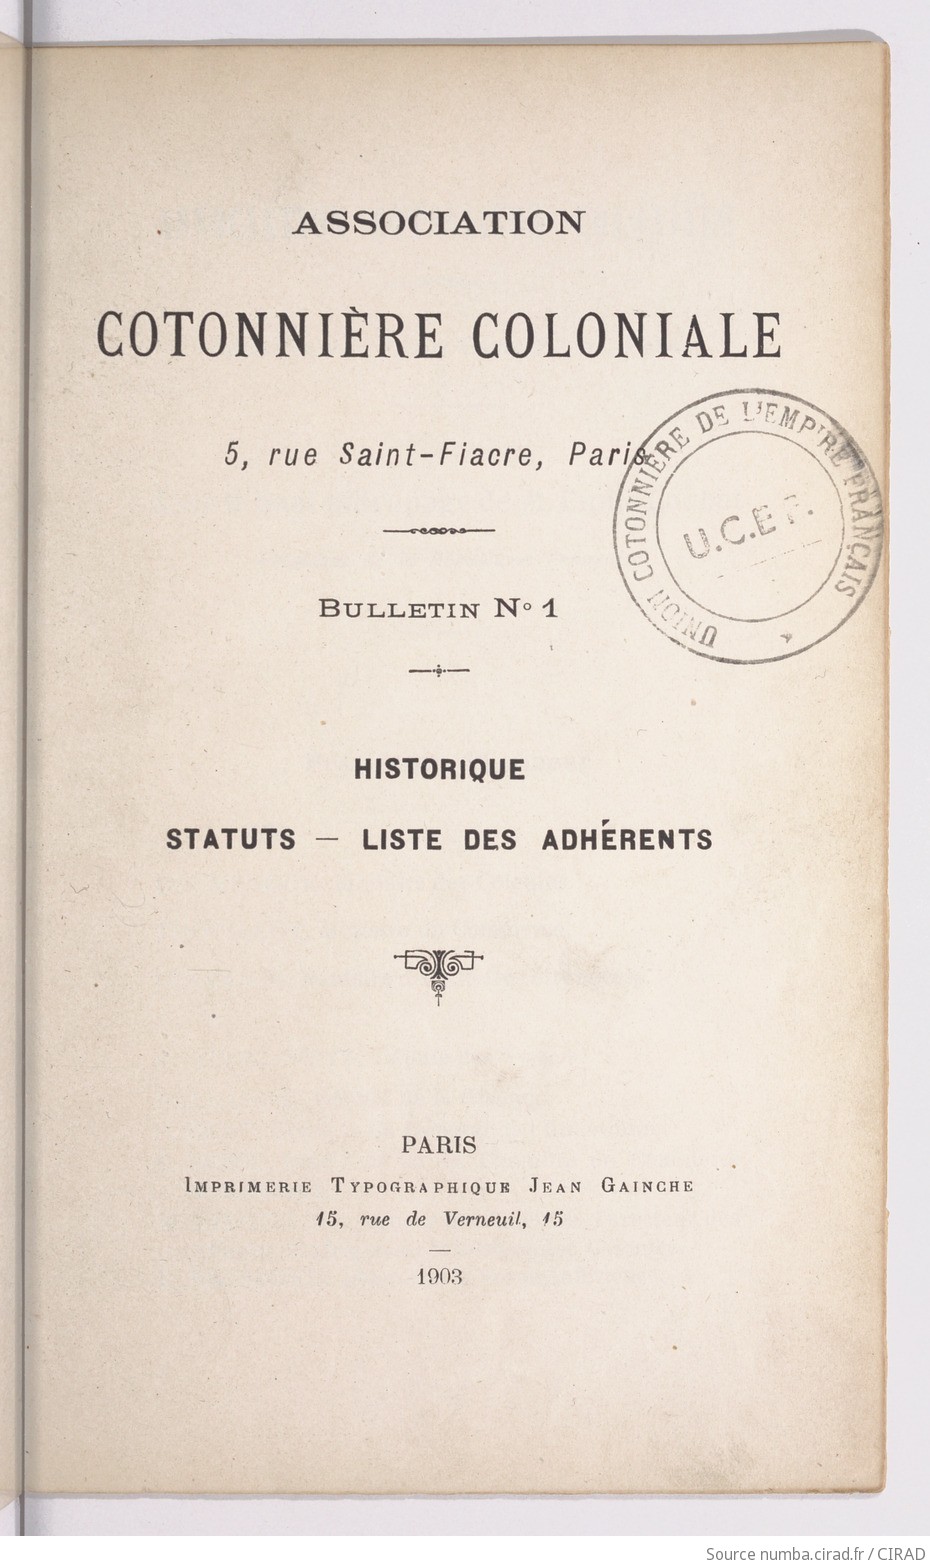 ASSOCIATION
COTONNIÈRE COLONIALE
5, rue Saint-Fiacre, Paris
UNION COTONNIÈRE DE L'EMPIRE FRANÇAIS
U.C.E.F.
BULLETIN No 1
HISTORIQUE
STATUTS — LISTE DES ADHÉRENTS
PARIS
IMPRIMERIE TYPOGRAPHIQUE JEAN GAINCHE
15, rue de Verneuil, 15
1903
Source numba.cirad.fr / CIRAD